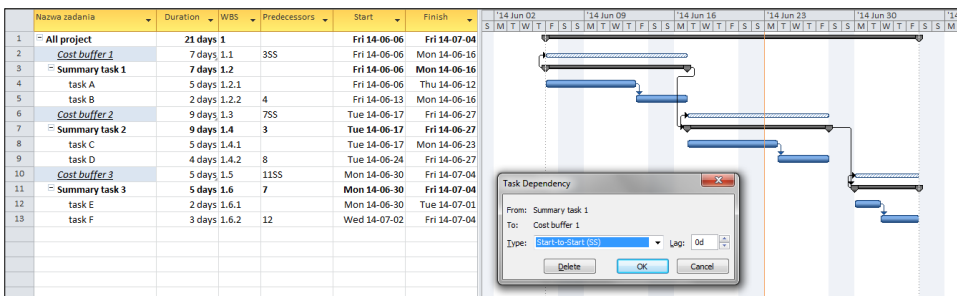 Nazwa zadania Duration WBS Predecessors Start Finish '14 Jun 02 '14 Jun 09 '14 Jun 16 '14 Jun 23 '14 Jun 30 '14
S M T W T F S S M T W T F S S M T W T F S S M T W T F S S M T W T F S S M
1 All project 21 days 1 Fri 14-06-06 Fri 14-07-04
2 Cost buffer 1 7 days 1.1 3SS Fri 14-06-06 Mon 14-06-16
3 Summary task 1 7 days 1.2 Fri 14-06-06 Mon 14-06-16
4 task A 5 days 1.2.1 Fri 14-06-06 Thu 14-06-12
5 task B 2 days 1.2.2 4 Fri 14-06-13 Mon 14-06-16
6 Cost buffer 2 9 days 1.3 7SS Tue 14-06-17 Fri 14-06-27
7 Summary task 2 9 days 1.4 3 Tue 14-06-17 Fri 14-06-27
8 task C 5 days 1.4.1 Tue 14-06-17 Mon 14-06-23
9 task D 4 days 1.4.2 8 Tue 14-06-24 Fri 14-06-27
10 Cost buffer 3 5 days 1.5 11SS Mon 14-06-30 Fri 14-07-04
11 Summary task 3 5 days 1.6 7 Mon 14-06-30 Fri 14-07-04
12 task E 2 days 1.6.1 Mon 14-06-30 Tue 14-07-01
13 task F 3 days 1.6.2 12 Wed 14-07-02 Fri 14-07-04
Task Dependency
From: Summary task 1
To: Cost buffer 1
Type: Start-to-Start (SS) Lag: 0d
Delete OK Cancel